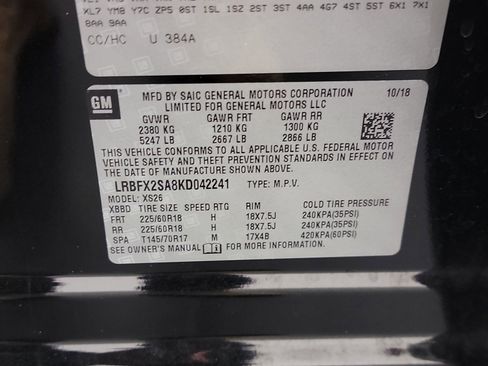 XL7 YM8 Y7C ZP5 0ST 1SL 1SZ 2ST 3ST 4AA 4G7 4ST 5ST 6X1 7X1
8AA 9AA
CC/HC U 384A
GM
MFD BY SAIC GENERAL MOTORS CORPORATION 10/18
LIMITED FOR GENERAL MOTORS LLC
GVWR GAWR FRT GAWR RR
2380 KG 1210 KG 1300 KG
5247 LB 2667 LB 2866 LB
THIS VEHICLE CONFORMS TO ALL APPLICABLE U.S. FEDERAL MOTOR
VEHICLE SAFETY AND THEFT PREVENTION STANDARDS IN EFFECT ON
THE DATE OF MANUFACTURE SHOWN ABOVE.
LRBFX2SA8KD042241 TYPE: M.P.V.
MODEL: XS26
XBBD TIRE SIZE SPEED RTG RIM COLD TIRE PRESSURE
FRT 225/60R18 H 18X7.5J 240KPA(35PSI)
RR 225/60R18 H 18X7.5J 240KPA(35PSI)
SPA T145/70R17 M 17X4B 420KPA(60PSI)
SEE OWNER'S MANUAL FOR MORE INFORMATION.